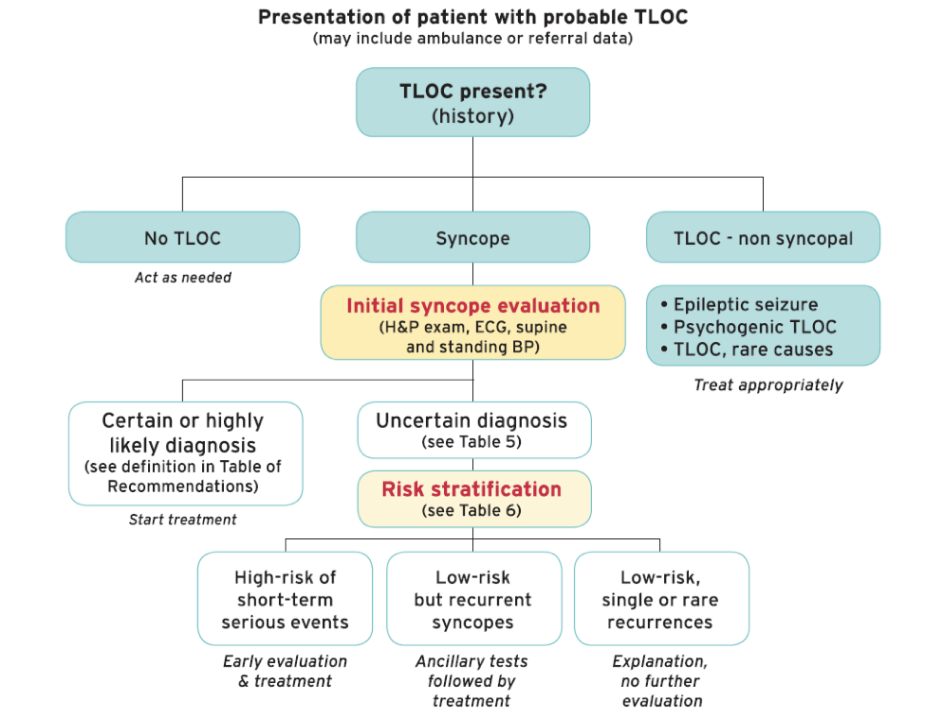 Presentation of patient with probable TLOC
(may include ambulance or referral data)
TLOC present?
(history)
No TLOC
Act as needed
Syncope
TLOC - non syncopal
Initial syncope evaluation
(H&P exam, ECG, supine
and standing BP)
• Epileptic seizure
• Psychogenic TLOC
• TLOC, rare causes
Treat appropriately
Certain or highly
likely diagnosis
(see definition in Table of
Recommendations)
Start treatment
Uncertain diagnosis
(see Table 5)
Risk stratification
(see Table 6)
High-risk of
short-term
serious events
Early evaluation
& treatment
Low-risk
but recurrent
syncopes
Ancillary tests
followed by
treatment
Low-risk,
single or rare
recurrences
Explanation,
no further
evaluation